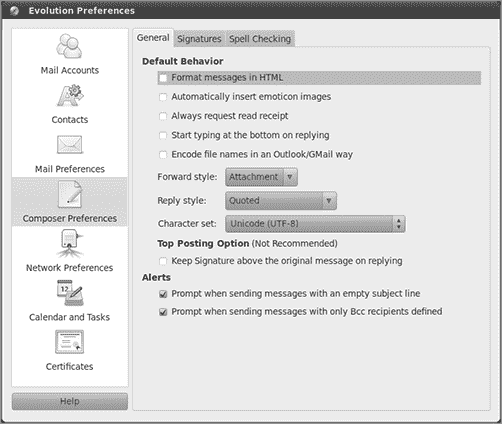 Evolution Preferences
Mail Accounts
Contacts
Mail Preferences
Composer Preferences
Network Preferences
Calendar and Tasks
Certificates
Help
General Signatures Spell Checking
Default Behavior
Format messages in HTML
Automatically insert emoticon images
Always request read receipt
Start typing at the bottom on replying
Encode file names in an Outlook/GMail way
Forward style: Attachment
Reply style: Quoted
Character set: Unicode (UTF-8)
Top Posting Option (Not Recommended)
Keep Signature above the original message on replying
Alerts
Prompt when sending messages with an empty subject line
Prompt when sending messages with only Bcc recipients defined